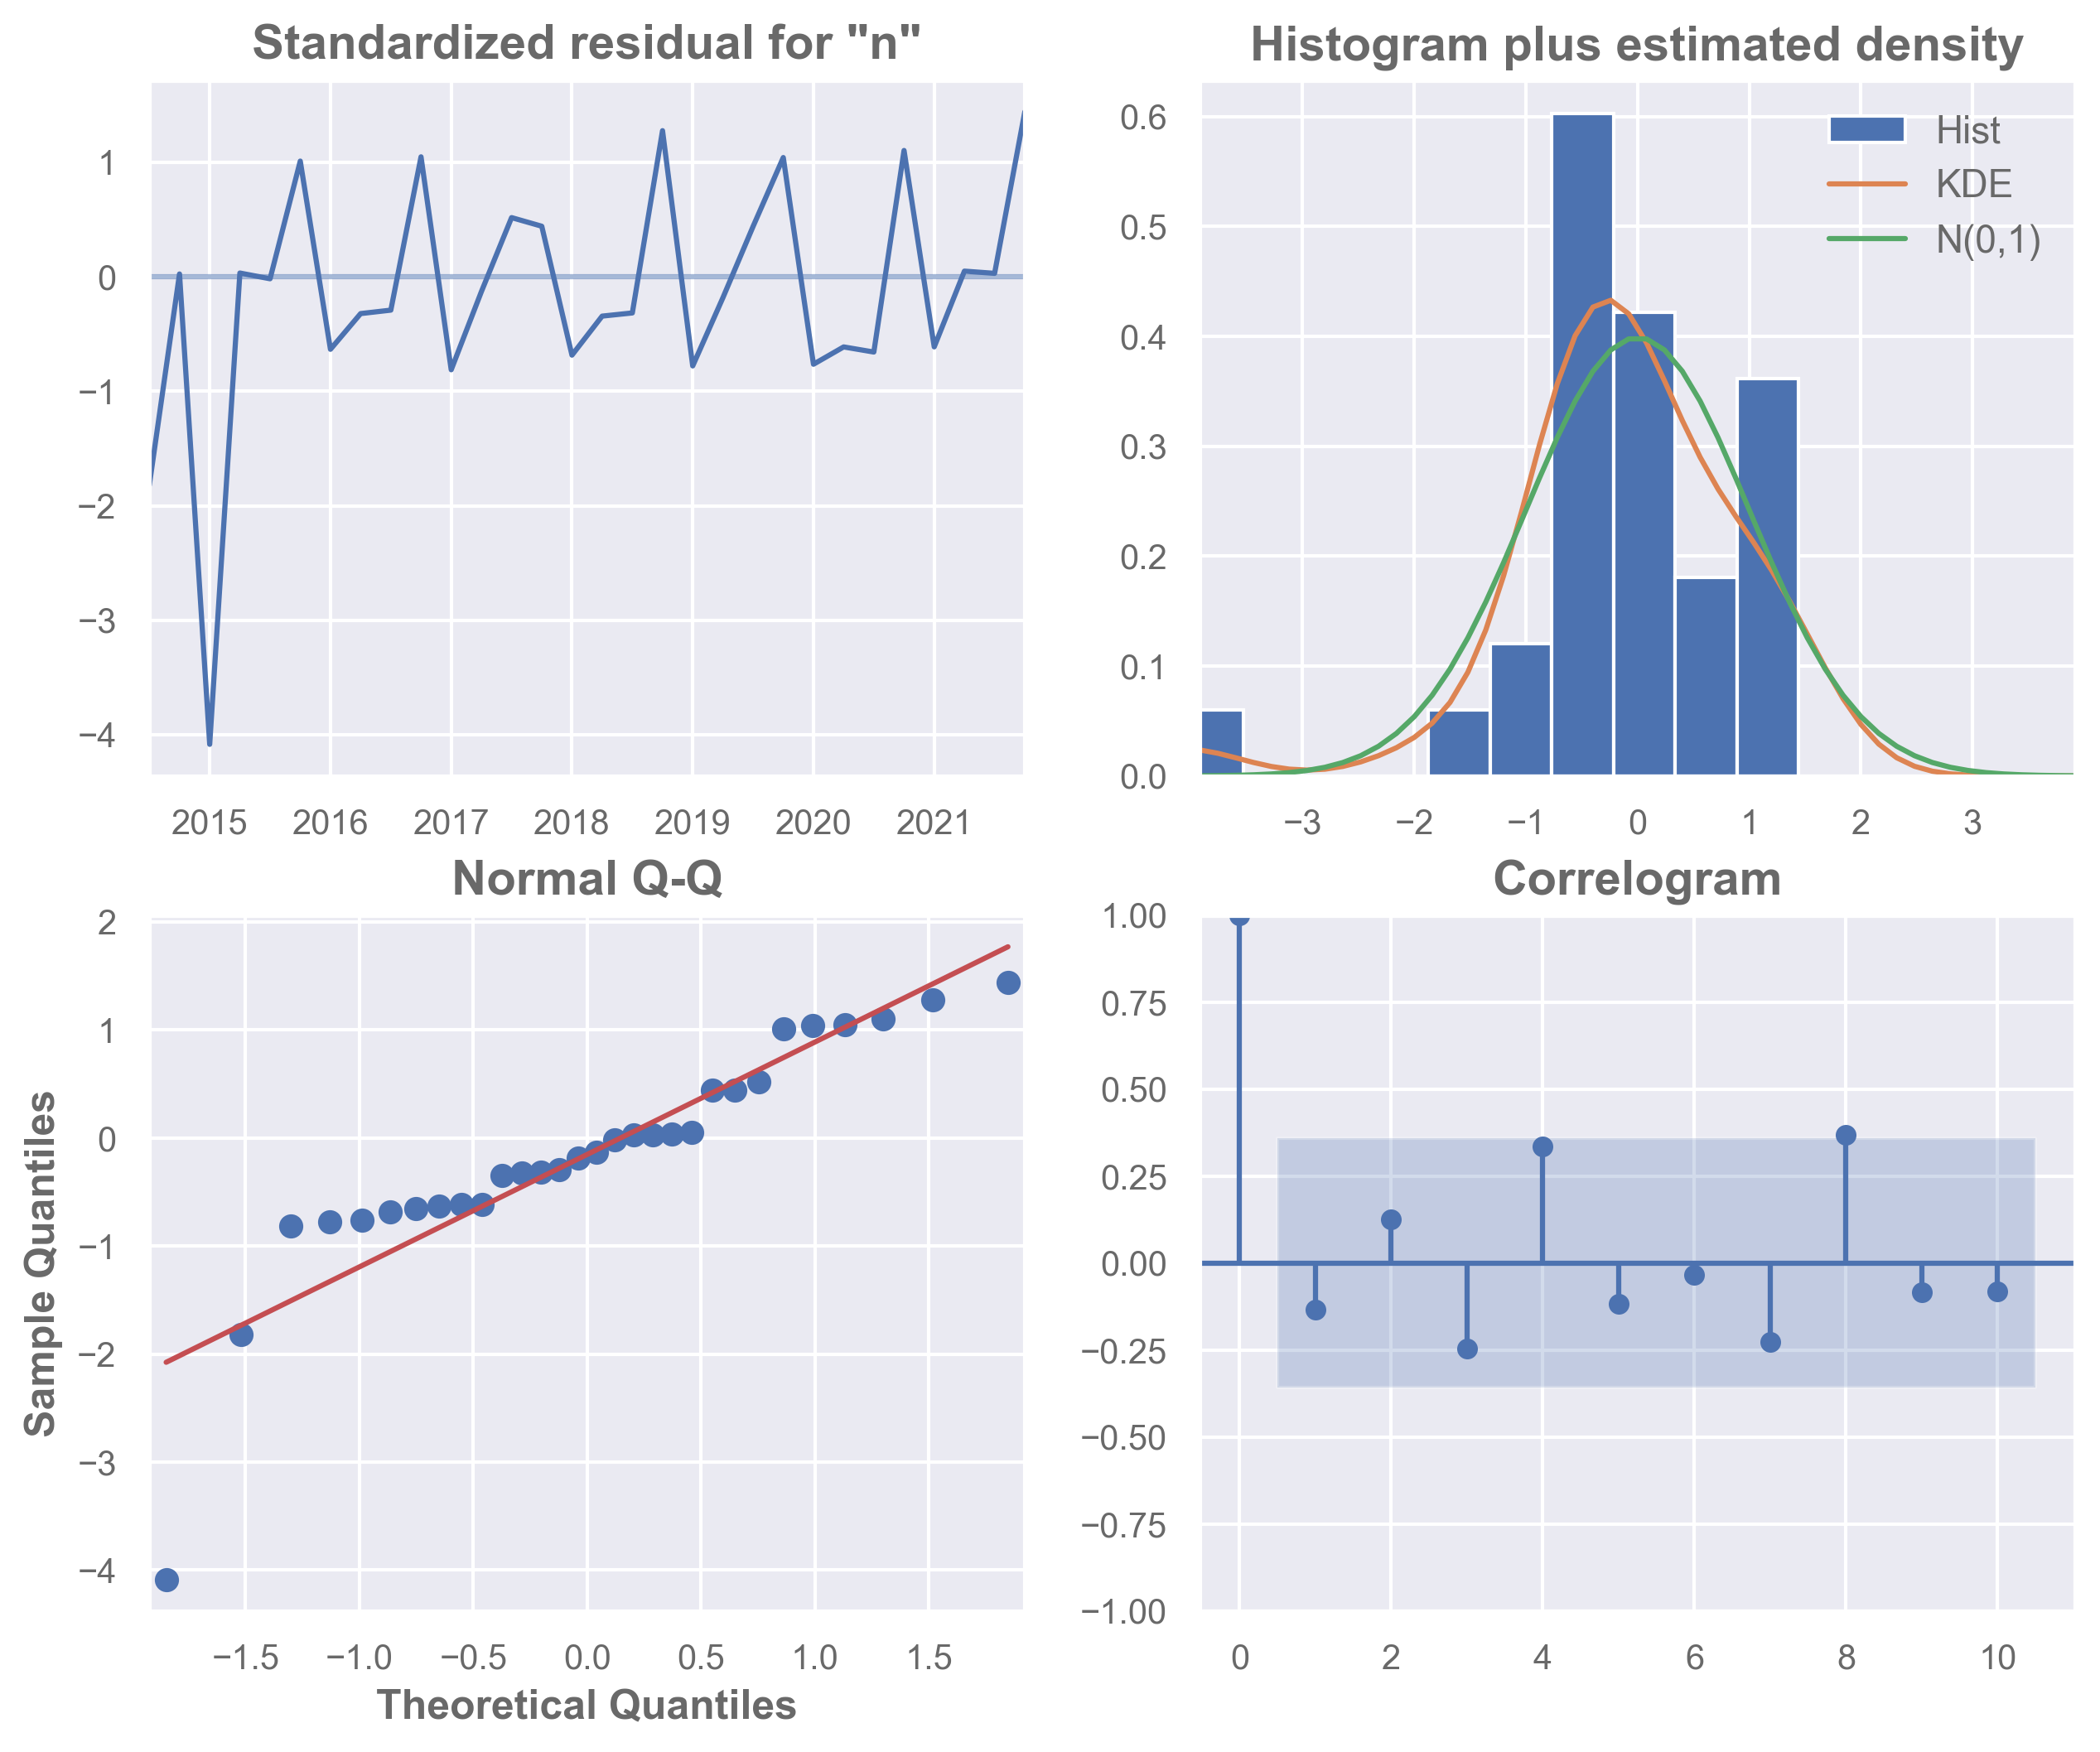 Standardized residual for "n"
1
0
−1
−2
−3
−4
2015 2016 2017 2018 2019 2020 2021
Histogram plus estimated density
0.6
0.5
0.4
0.3
0.2
0.1
0.0
−3 −2 −1 0 1 2 3
Hist
KDE
N(0,1)
Normal Q-Q
2
1
0
−1
−2
−3
−4
Sample Quantiles
−1.5 −1.0 −0.5 0.0 0.5 1.0 1.5
Theoretical Quantiles
Correlogram
1.00
0.75
0.50
0.25
0.00
−0.25
−0.50
−0.75
−1.00
0 2 4 6 8 10